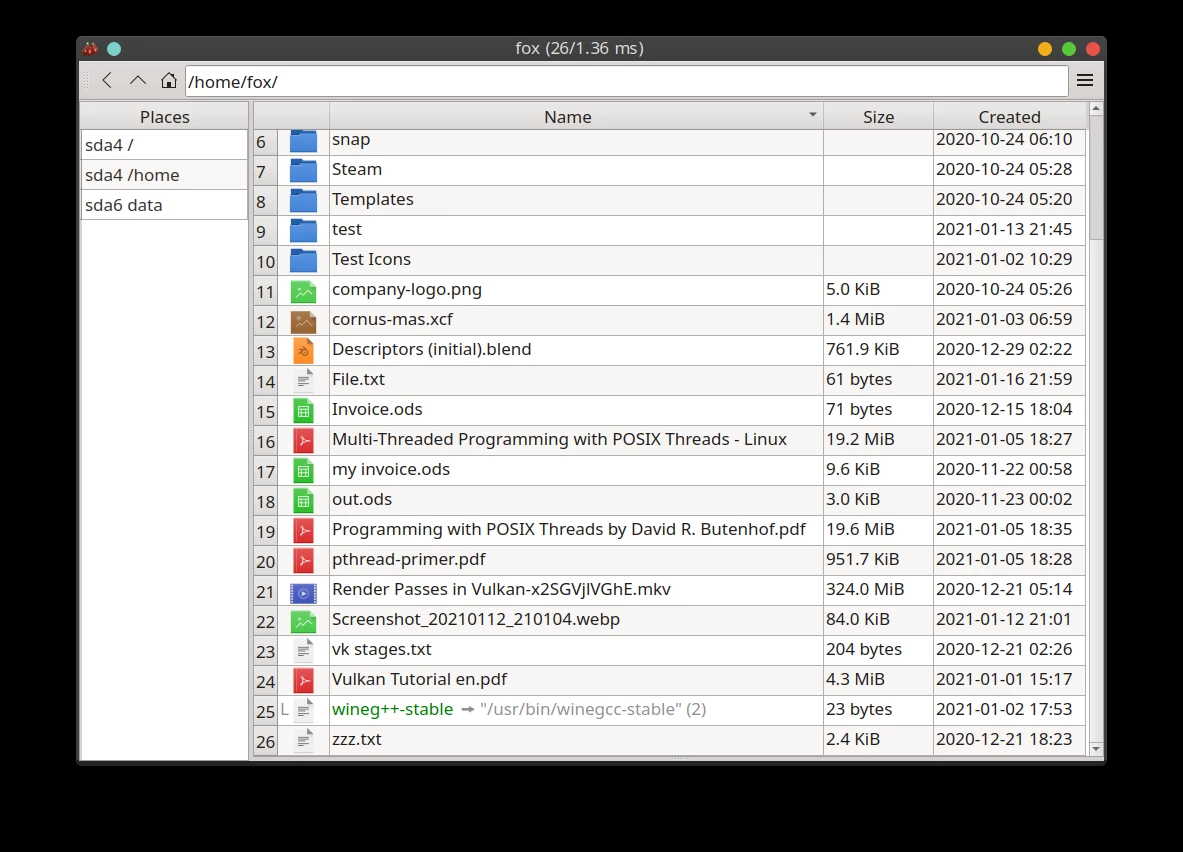 fox (26/1.36 ms)
/home/fox/
Places
sda4 /
sda4 /home
sda6 data
Name Size Created
6 snap 2020-10-24 06:10
7 Steam 2020-10-24 05:28
8 Templates 2020-10-24 05:20
9 test 2021-01-13 21:45
10 Test Icons 2021-01-02 10:29
11 company-logo.png 5.0 KiB 2020-10-24 05:26
12 cornus-mas.xcf 1.4 MiB 2021-01-03 06:59
13 Descriptors (initial).blend 761.9 KiB 2020-12-29 02:22
14 File.txt 61 bytes 2021-01-16 21:59
15 Invoice.ods 71 bytes 2020-12-15 18:04
16 Multi-Threaded Programming with POSIX Threads - Linux 19.2 MiB 2021-01-05 18:27
17 my invoice.ods 9.6 KiB 2020-11-22 00:58
18 out.ods 3.0 KiB 2020-11-23 00:02
19 Programming with POSIX Threads by David R. Butenhof.pdf 19.6 MiB 2021-01-05 18:35
20 pthread-primer.pdf 951.7 KiB 2021-01-05 18:28
21 Render Passes in Vulkan-x2SGVjlVGhE.mkv 324.0 MiB 2020-12-21 05:14
22 Screenshot_20210112_210104.webp 84.0 KiB 2021-01-12 21:01
23 vk stages.txt 204 bytes 2020-12-21 02:26
24 Vulkan Tutorial en.pdf 4.3 MiB 2021-01-01 15:17
25 L wineg++-stable ➞ "/usr/bin/winegcc-stable" (2) 23 bytes 2021-01-02 17:53
26 zzz.txt 2.4 KiB 2020-12-21 18:23